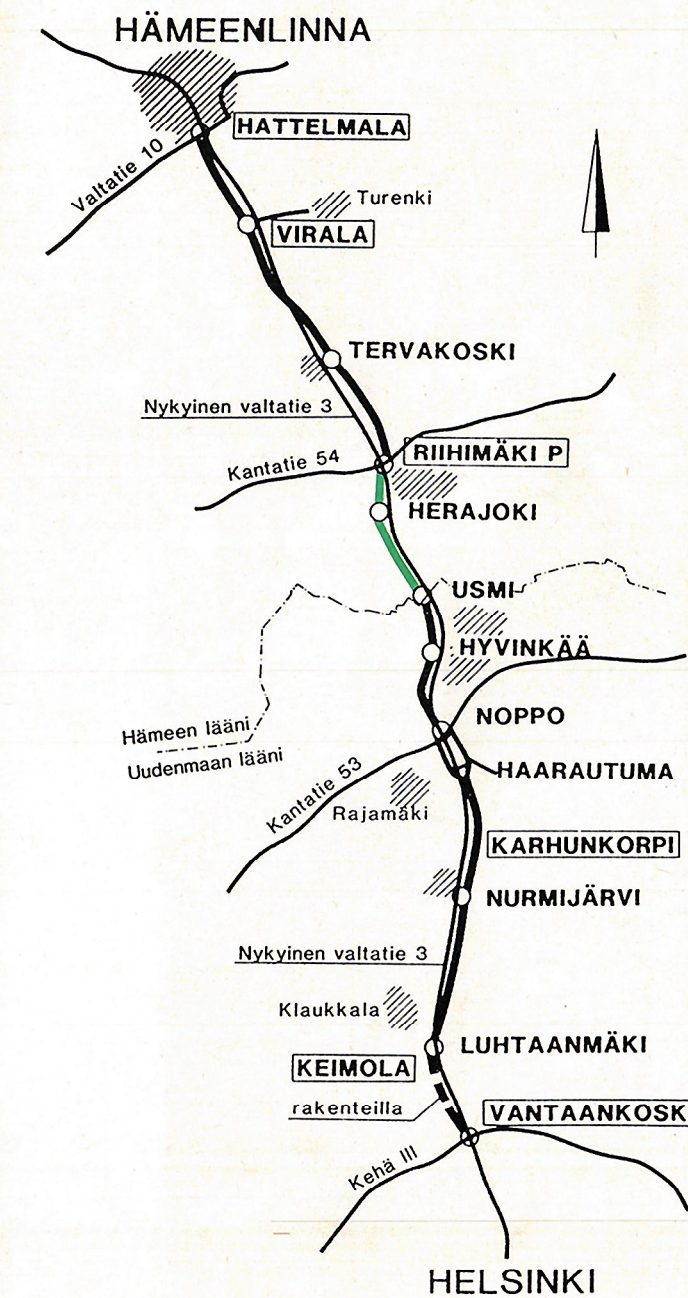 HÄMEENLINNA
HATTELMALA
Valtatie 10
Turenki
VIRALA
TERVAKOSKI
Nykyinen valtatie 3
RIIHIMÄKI P
Kantatie 54
HERAJOKI
USMI
HYVINKÄÄ
NOPPO
Hämeen lääni
Uudenmaan lääni
HAARAUTUMA
Kantatie 53
Rajamäki
KARHUNKORPI
NURMIJÄRVI
Nykyinen valtatie 3
Klaukkala
LUHTAANMÄKI
KEIMOLA
rakenteilla
VANTAANKOSK
Kehä III
HELSINKI